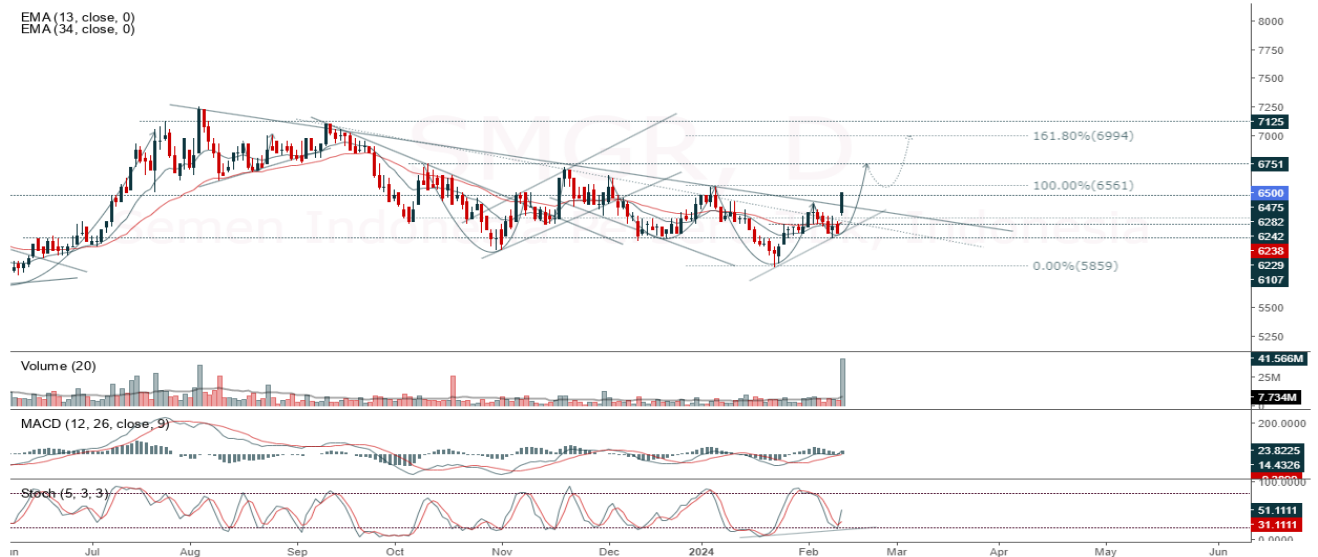 EMA (13, close, 0)
EMA (34, close, 0)
SMGR, D
8000
7750
7500
7250
7125
7000
161.80%(6994)
6751
100.00%(6561)
6500
6475
6282
6242
6238
6229
0.00%(5859)
6107
5500
5250
Volume (20)
41.566M
25M
7.734M
0
MACD (12, 26, close, 9)
200.0000
23.8225
14.4326
Stoch (5, 3, 3)
100.0000
51.1111
31.1111
0.0000
Jul Aug Sep Oct Nov Dec 2024 Feb Mar Apr May Jun